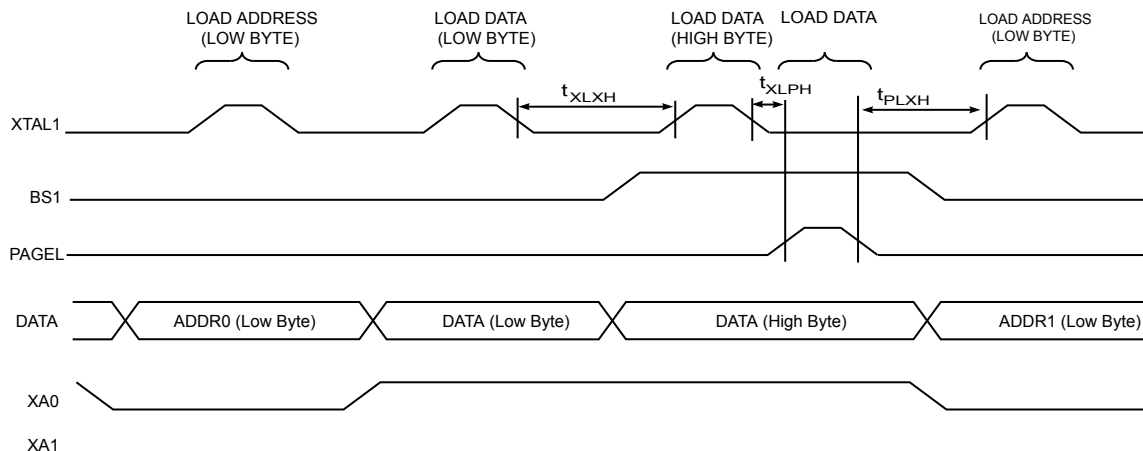 LOAD ADDRESS
(LOW BYTE)
LOAD DATA
(LOW BYTE)
LOAD DATA
(HIGH BYTE)
LOAD DATA
LOAD ADDRESS
(LOW BYTE)
tXLXH
tXLPH
tPLXH
XTAL1
BS1
PAGEL
DATA
ADDR0 (Low Byte)
DATA (Low Byte)
DATA (High Byte)
ADDR1 (Low Byte)
XA0
XA1